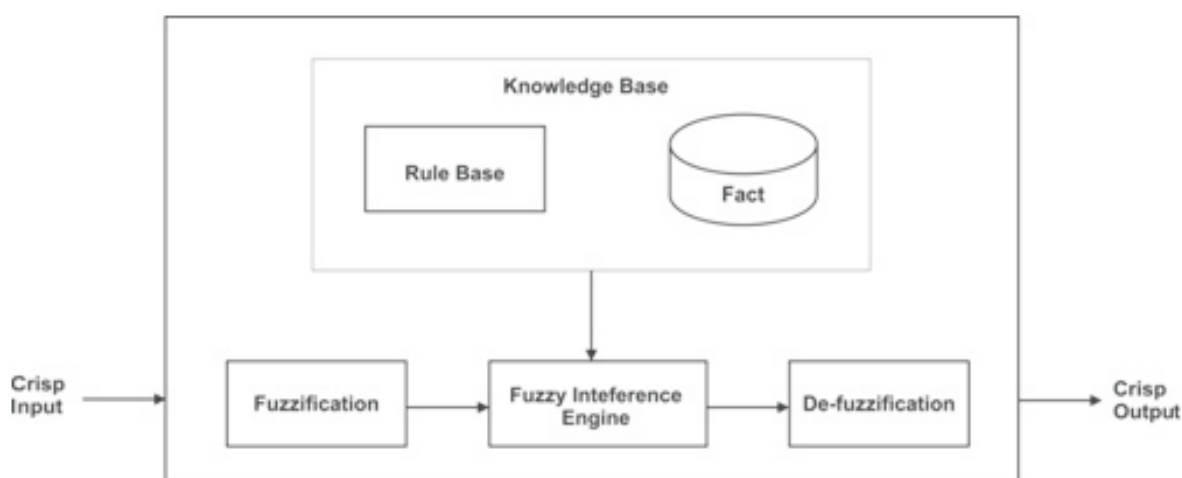 Knowledge Base
Rule Base
Fact
Crisp
Input
Fuzzification
Fuzzy Inteference
Engine
De-fuzzification
Crisp
Output